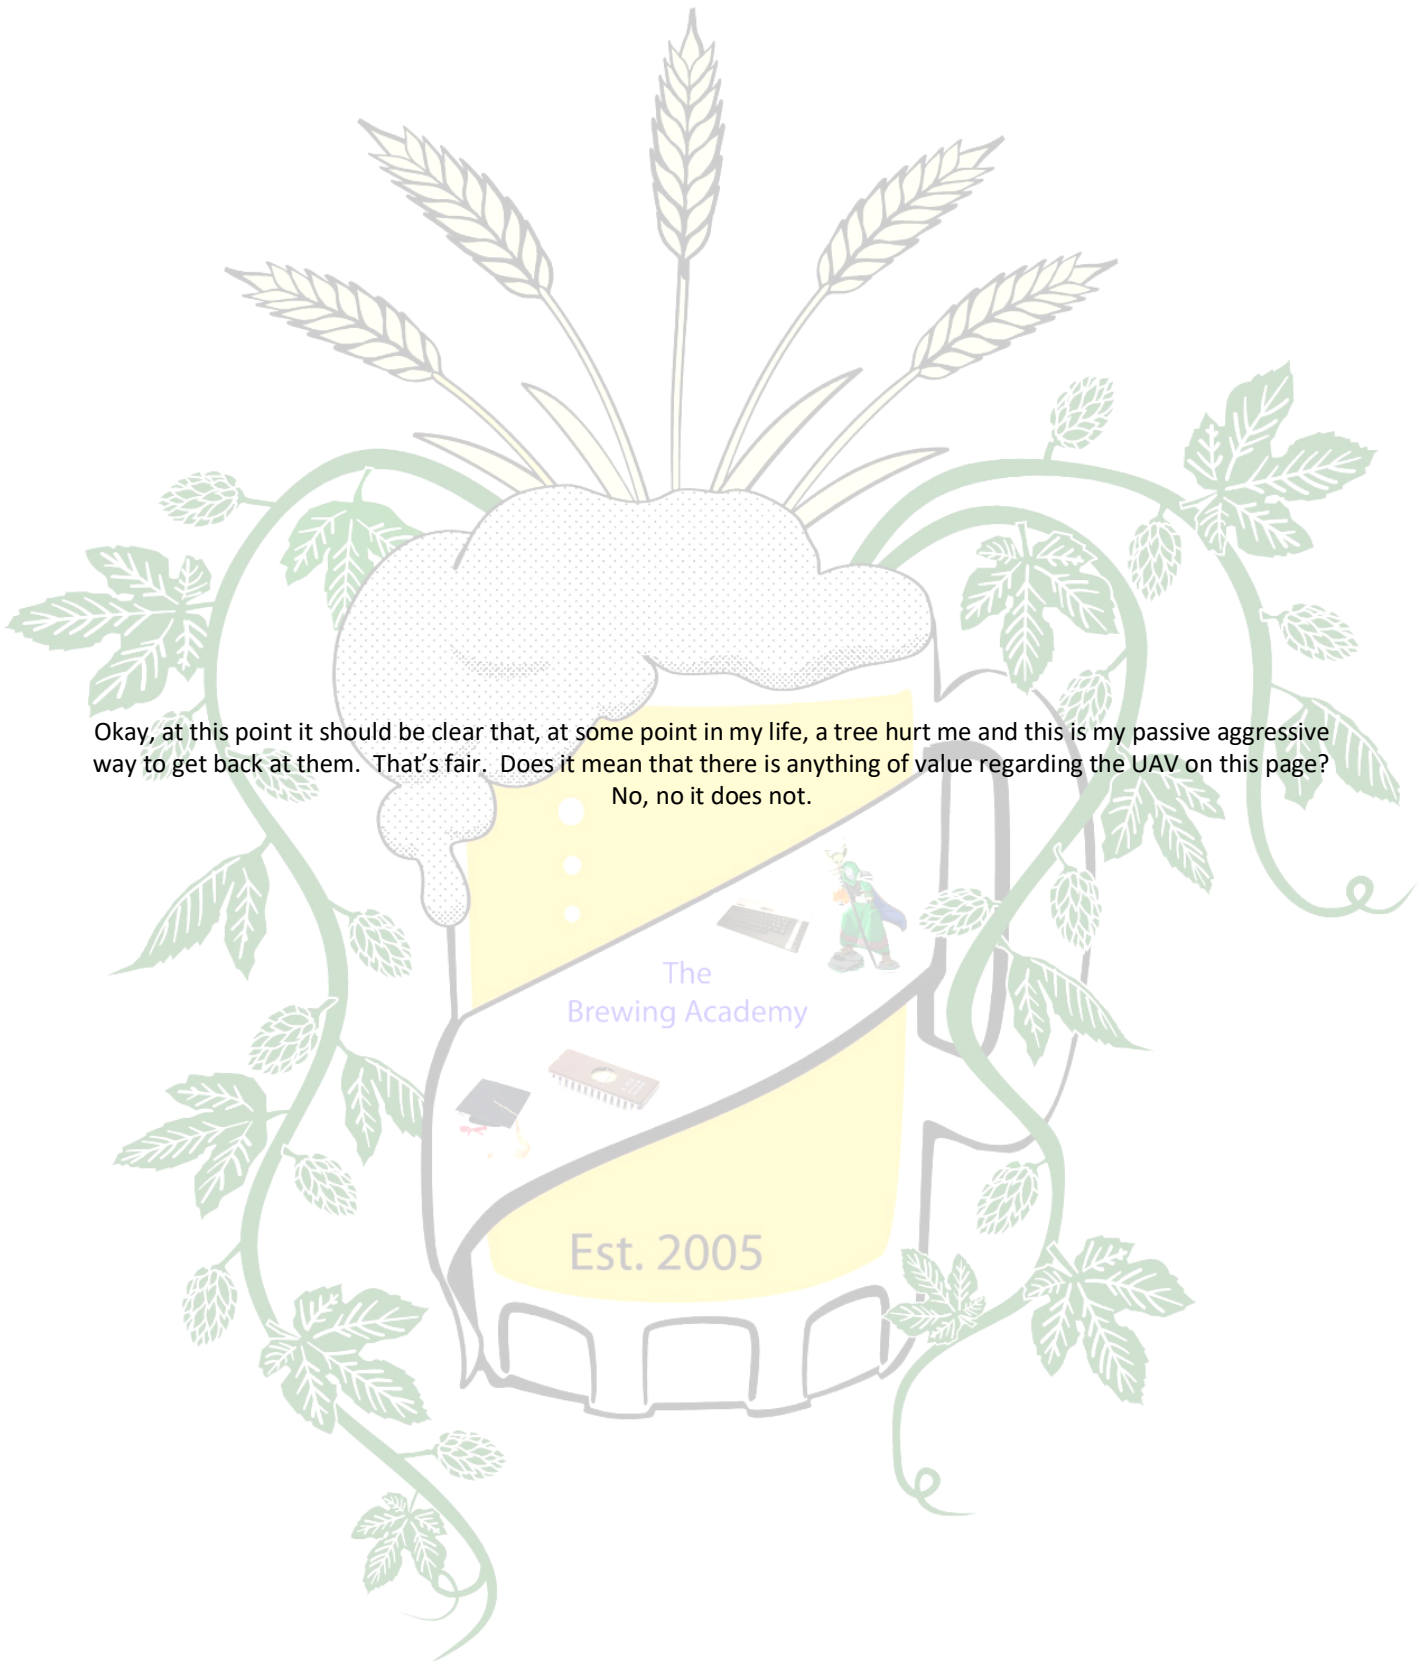 Okay, at this point it should be clear that, at some point in my life, a tree hurt me and this is my passive aggressive
way to get back at them.  That’s fair.  Does it mean that there is anything of value regarding the UAV on this page?
No, no it does not.
The
Brewing Academy
Est. 2005